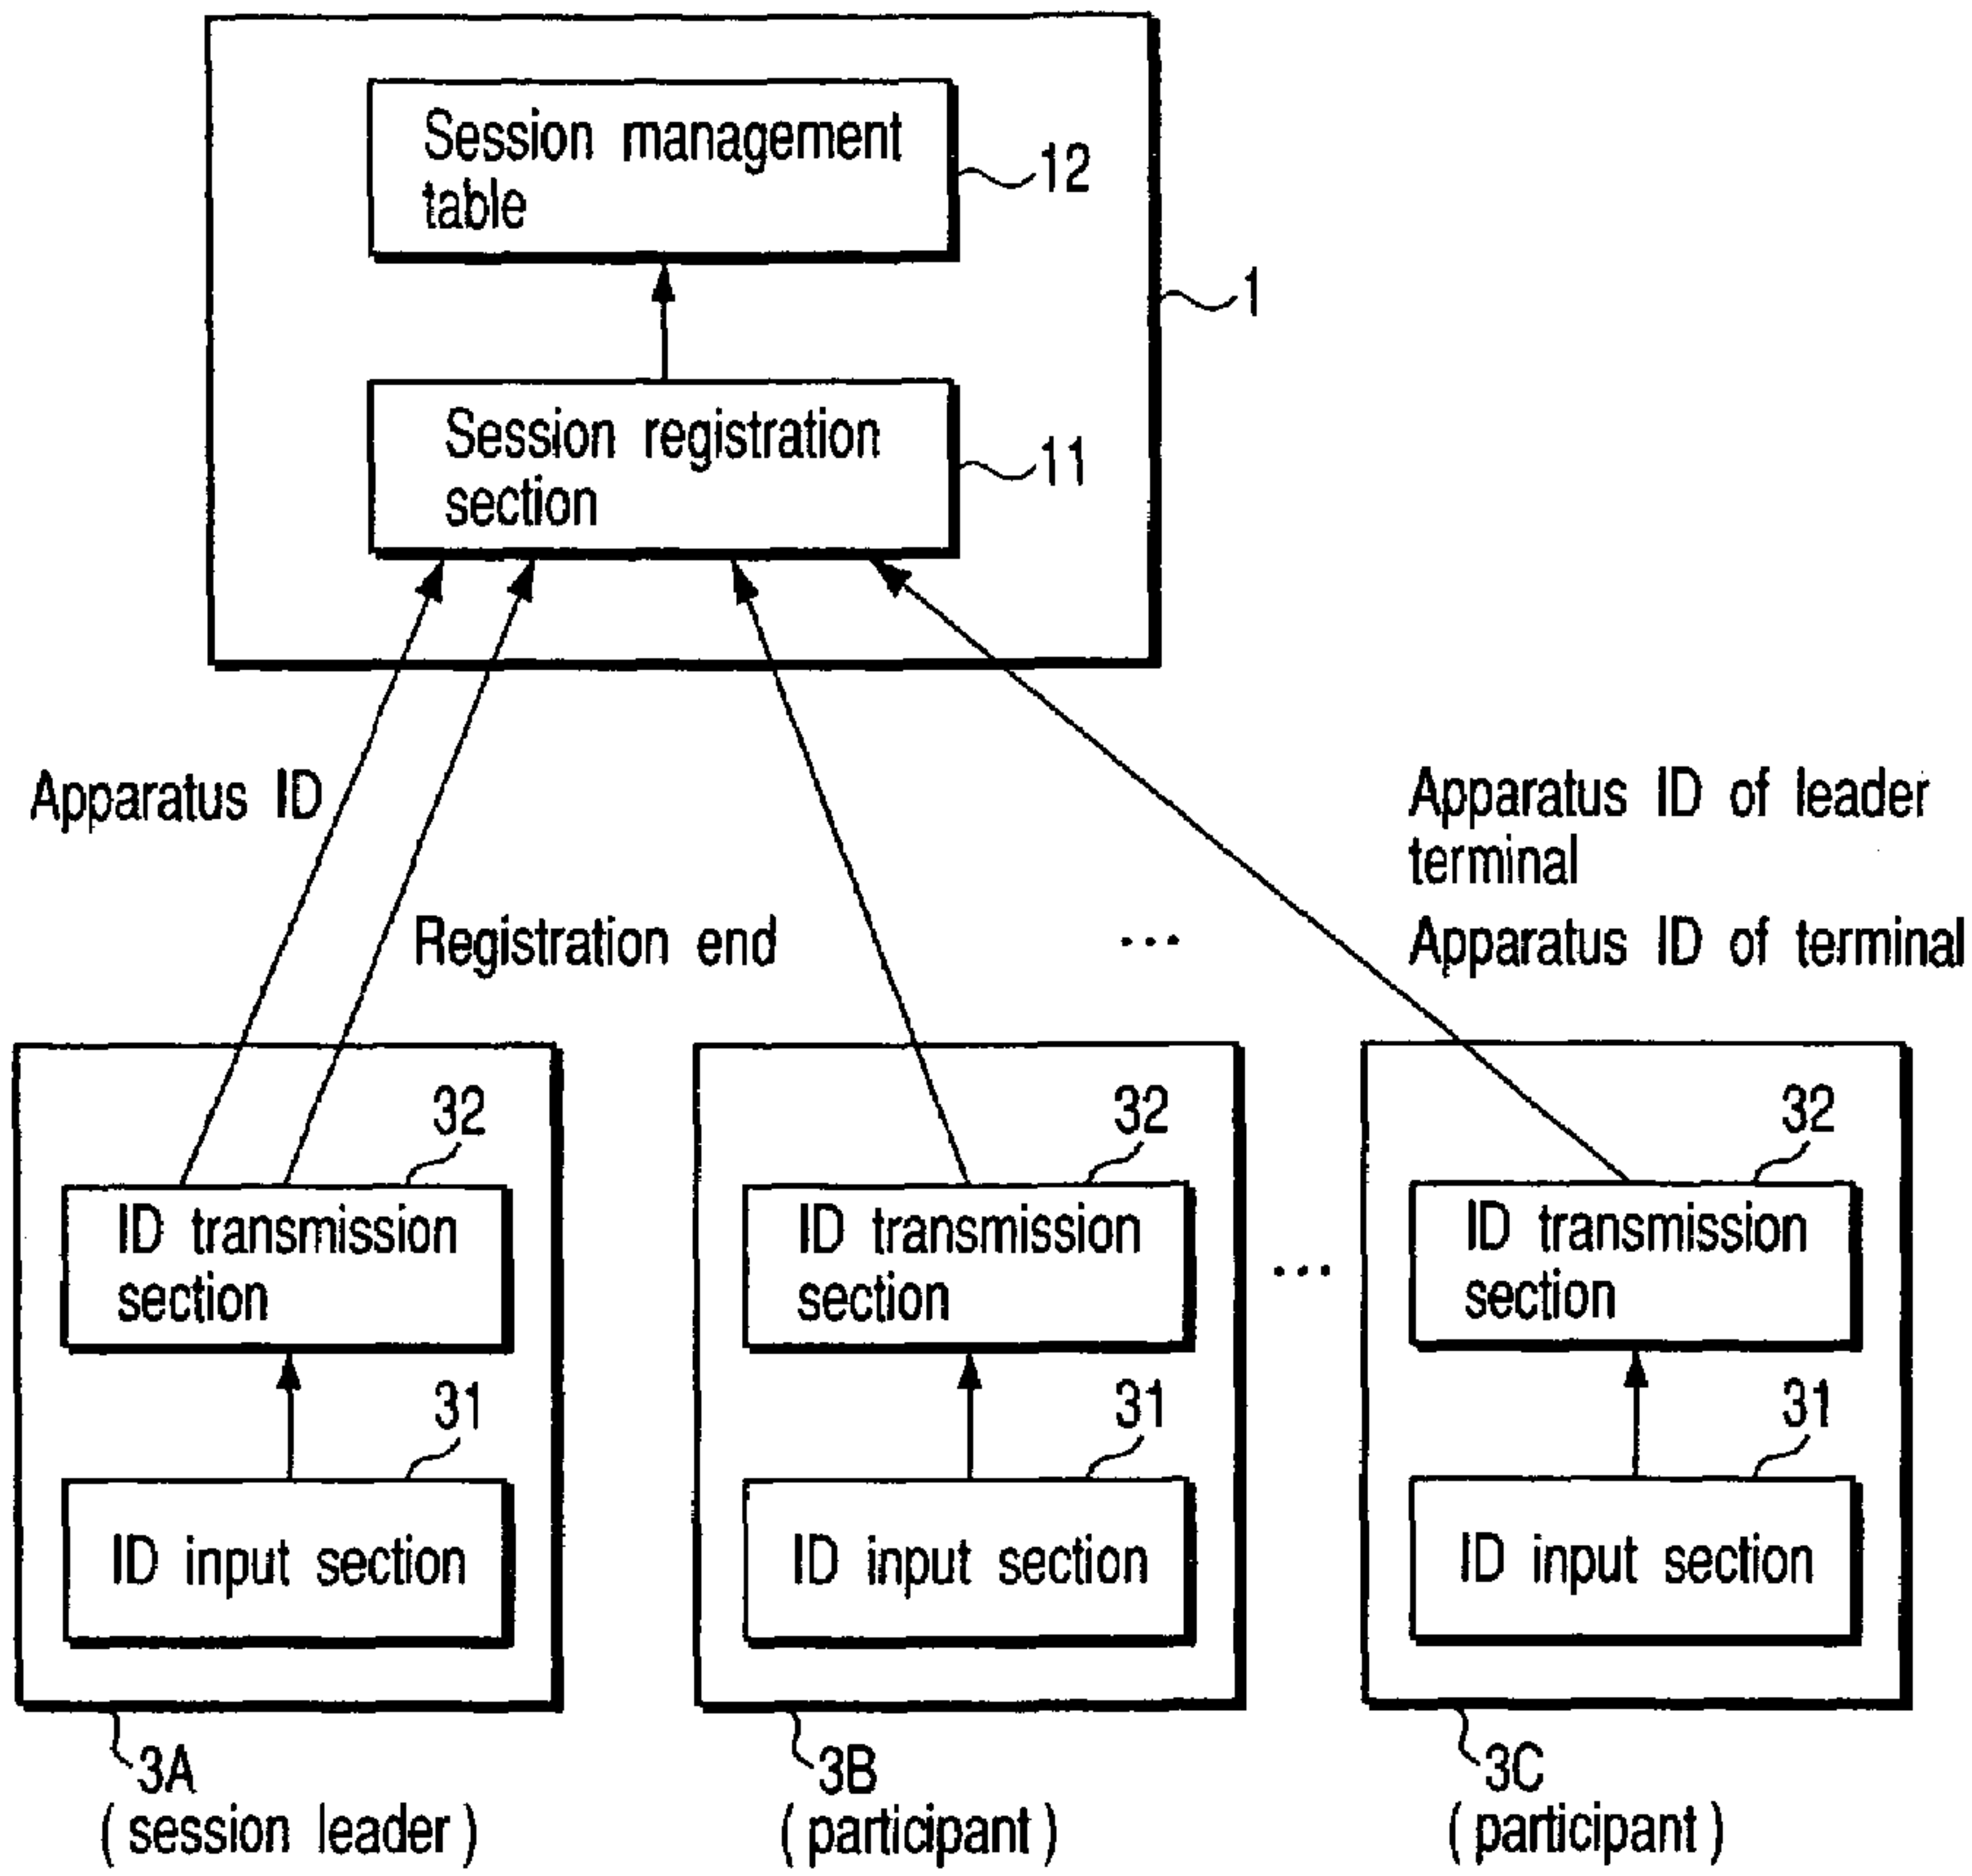 Session management
table
12
1
Session registration
section
11
Apparatus ID
Apparatus ID of leader
terminal
Registration end
...
Apparatus ID of terminal
32
32
32
ID transmission
section
ID transmission
section
...
ID transmission
section
31
31
31
ID input section
ID input section
ID input section
3A
(session leader)
3B
(participant)
3C
(participant)